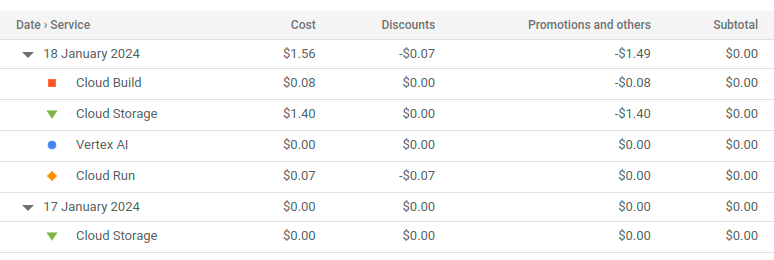 Date › Service Cost Discounts Promotions and others Subtotal
18 January 2024 $1.56 -$0.07 -$1.49 $0.00
Cloud Build $0.08 $0.00 -$0.08 $0.00
Cloud Storage $1.40 $0.00 -$1.40 $0.00
Vertex AI $0.00 $0.00 $0.00 $0.00
Cloud Run $0.07 -$0.07 $0.00 $0.00
17 January 2024 $0.00 $0.00 $0.00 $0.00
Cloud Storage $0.00 $0.00 $0.00 $0.00